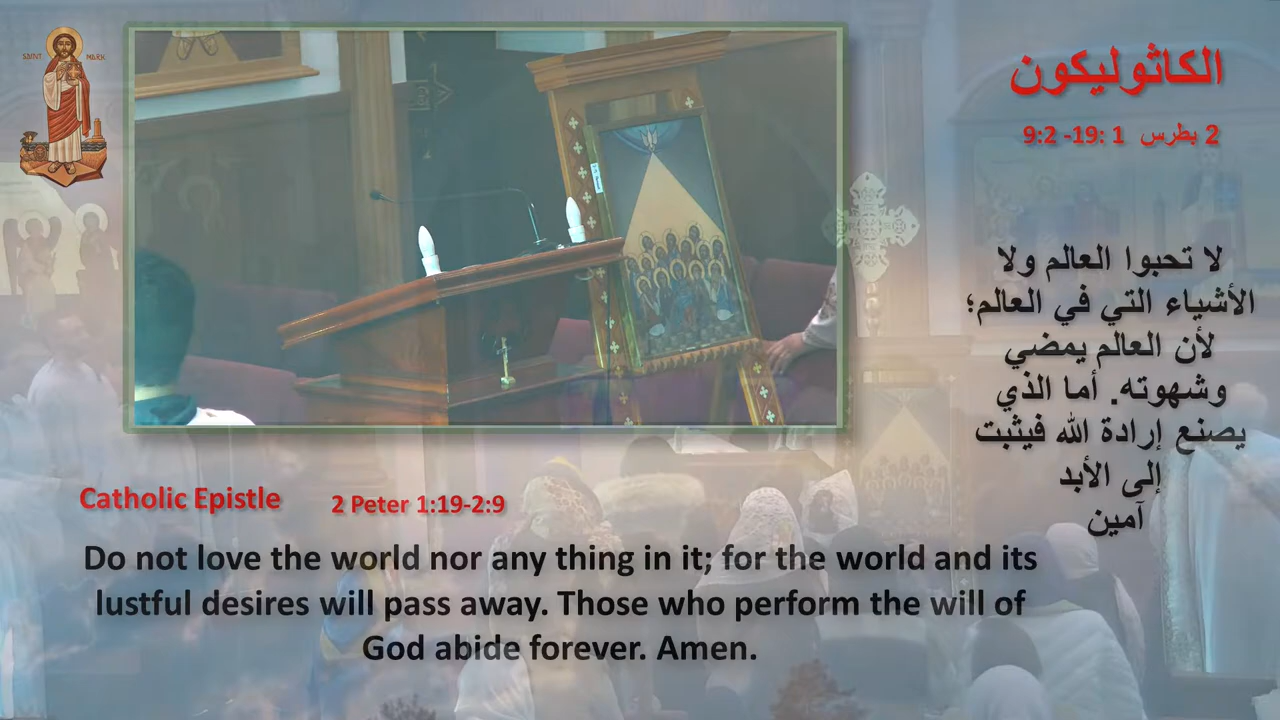 SAINT MARK
الكاثوليكون
2 بطرس 1 :19- 9:2
لا تحبوا العالم ولا
الأشياء التي في العالم؛
لأن العالم يمضي
وشهوته. أما الذي
يصنع إرادة الله فيثبت
إلى الأبد
آمين
Catholic Epistle
2 Peter 1:19-2:9
Do not love the world nor any thing in it; for the world and its
lustful desires will pass away. Those who perform the will of
God abide forever. Amen.